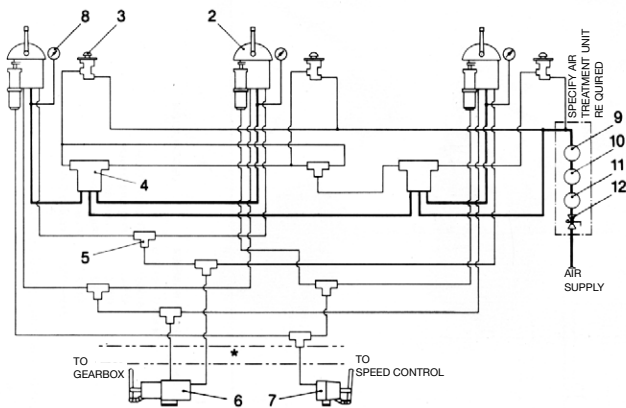 8
3
2
SPECIFY AIR
TREATMENT UNIT
RE QUIRED
9
10
11
12
4
5
AIR
SUPPLY
*
TO
GEARBOX
TO
SPEED CONTROL
6
7